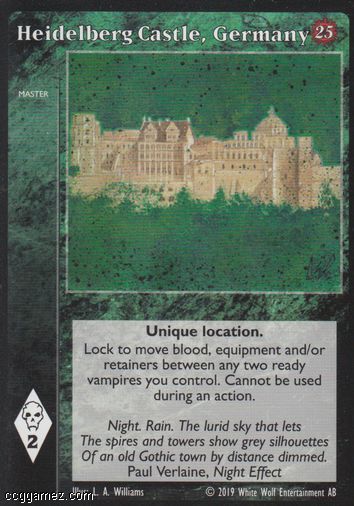 Heidelberg Castle, Germany 25
MASTER
Unique location.
Lock to move blood, equipment and/or
retainers between any two ready
vampires you control. Cannot be used
during an action.
Night. Rain. The lurid sky that lets
The spires and towers show grey silhouettes
Of an old Gothic town by distance dimmed.
Paul Verlaine, Night Effect
2
Illus: L. A. Williams © 2019 White Wolf Entertainment AB
ccggamez.com